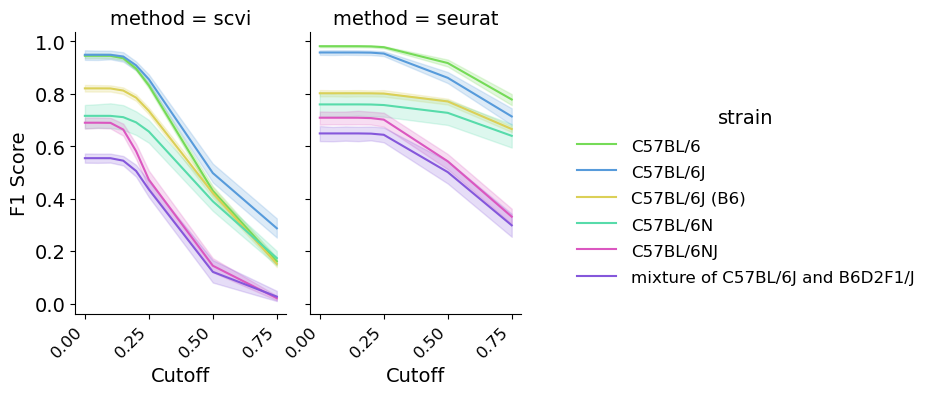 method = scvi
method = seurat
F1 Score
1.0
0.8
0.6
0.4
0.2
0.0
0.00
0.25
0.50
0.75
0.00
0.25
0.50
0.75
Cutoff
Cutoff
strain
C57BL/6
C57BL/6J
C57BL/6J (B6)
C57BL/6N
C57BL/6NJ
mixture of C57BL/6J and B6D2F1/J